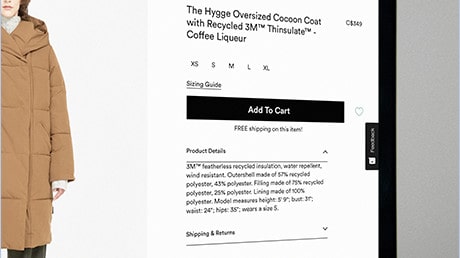 The Hygge Oversized Cocoon Coat
with Recycled 3M™ Thinsulate™ -
Coffee Liqueur
C$349
XS S M L XL
Sizing Guide
Add To Cart
FREE shipping on this item!
Feedback
Product Details
3M™ featherless recycled insulation, water repellent,
wind resistant. Outershell made of 57% recycled
polyester, 43% polyester. Filling made of 75% recycled
polyester, 25% polyester. Lining made of 100%
polyester. Model measures height: 5' 9"; bust: 31";
waist: 24"; hips: 35"; wears a size S.
Shipping & Returns